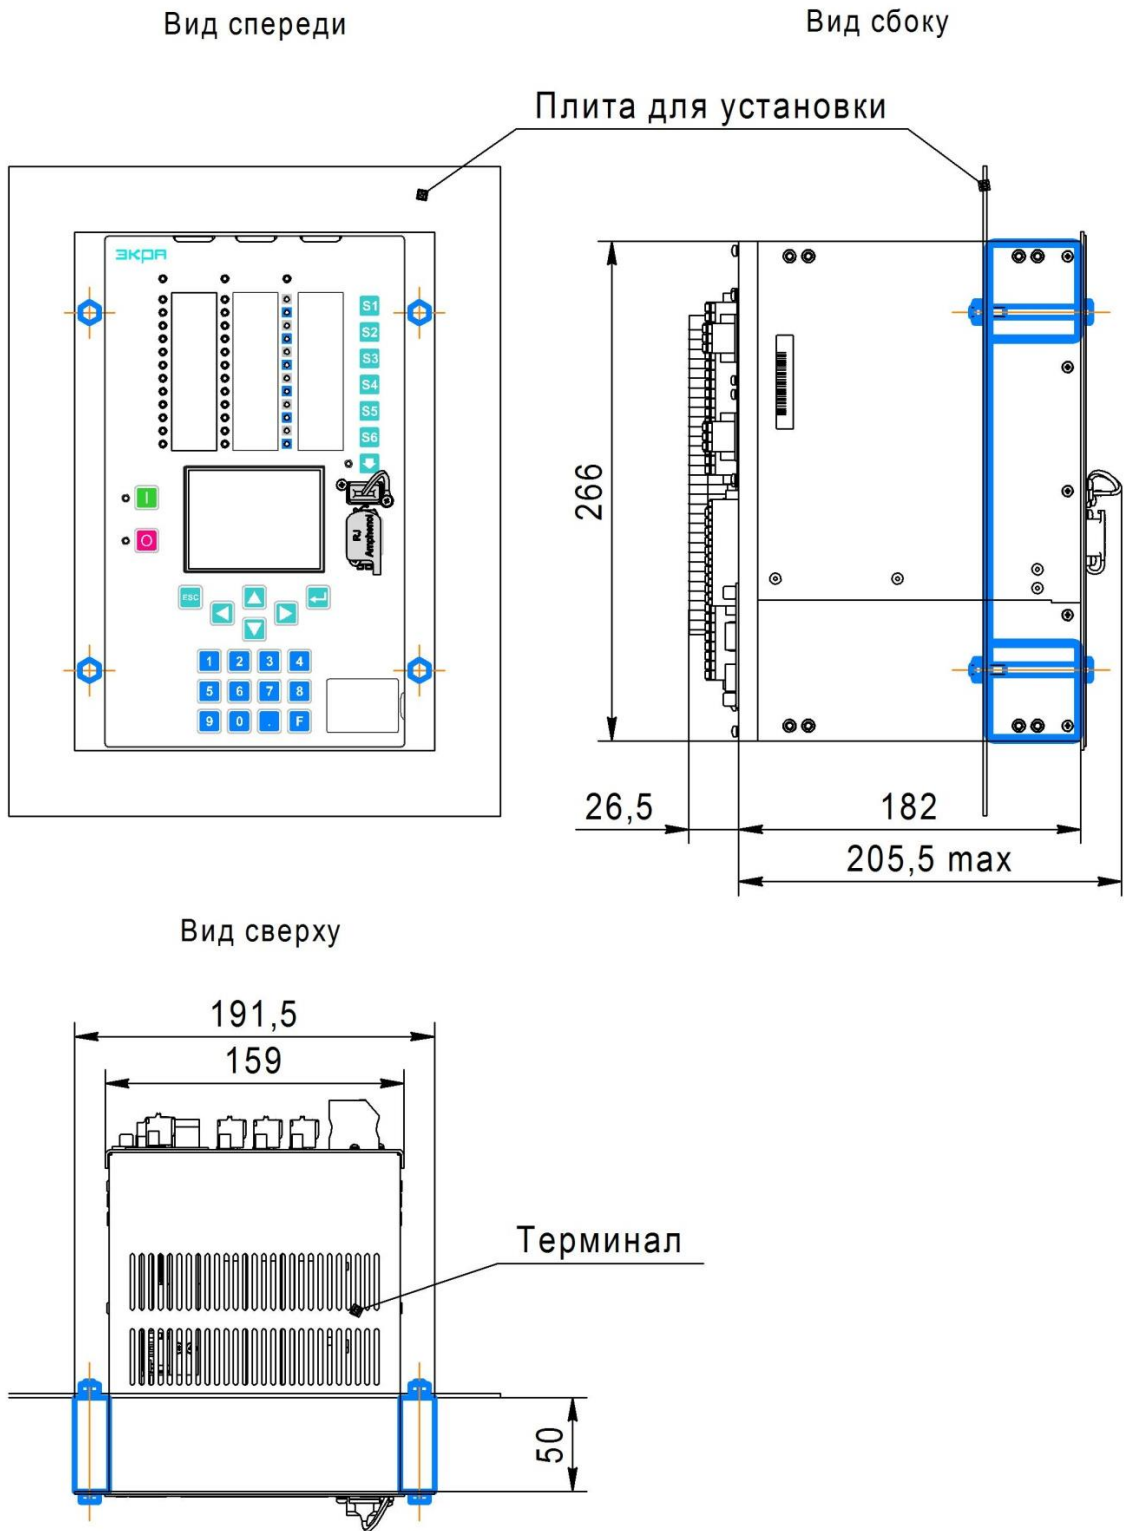 Вид спереди
Вид сбоку
Плита для установки
ЭКРА
S1
S2
S3
S4
S5
S6
I
O
RJ
Amphenol
ESC
1 2 3 4
5 6 7 8
9 0 . F
266
26,5
182
205,5 max
Вид сверху
191,5
159
Терминал
50